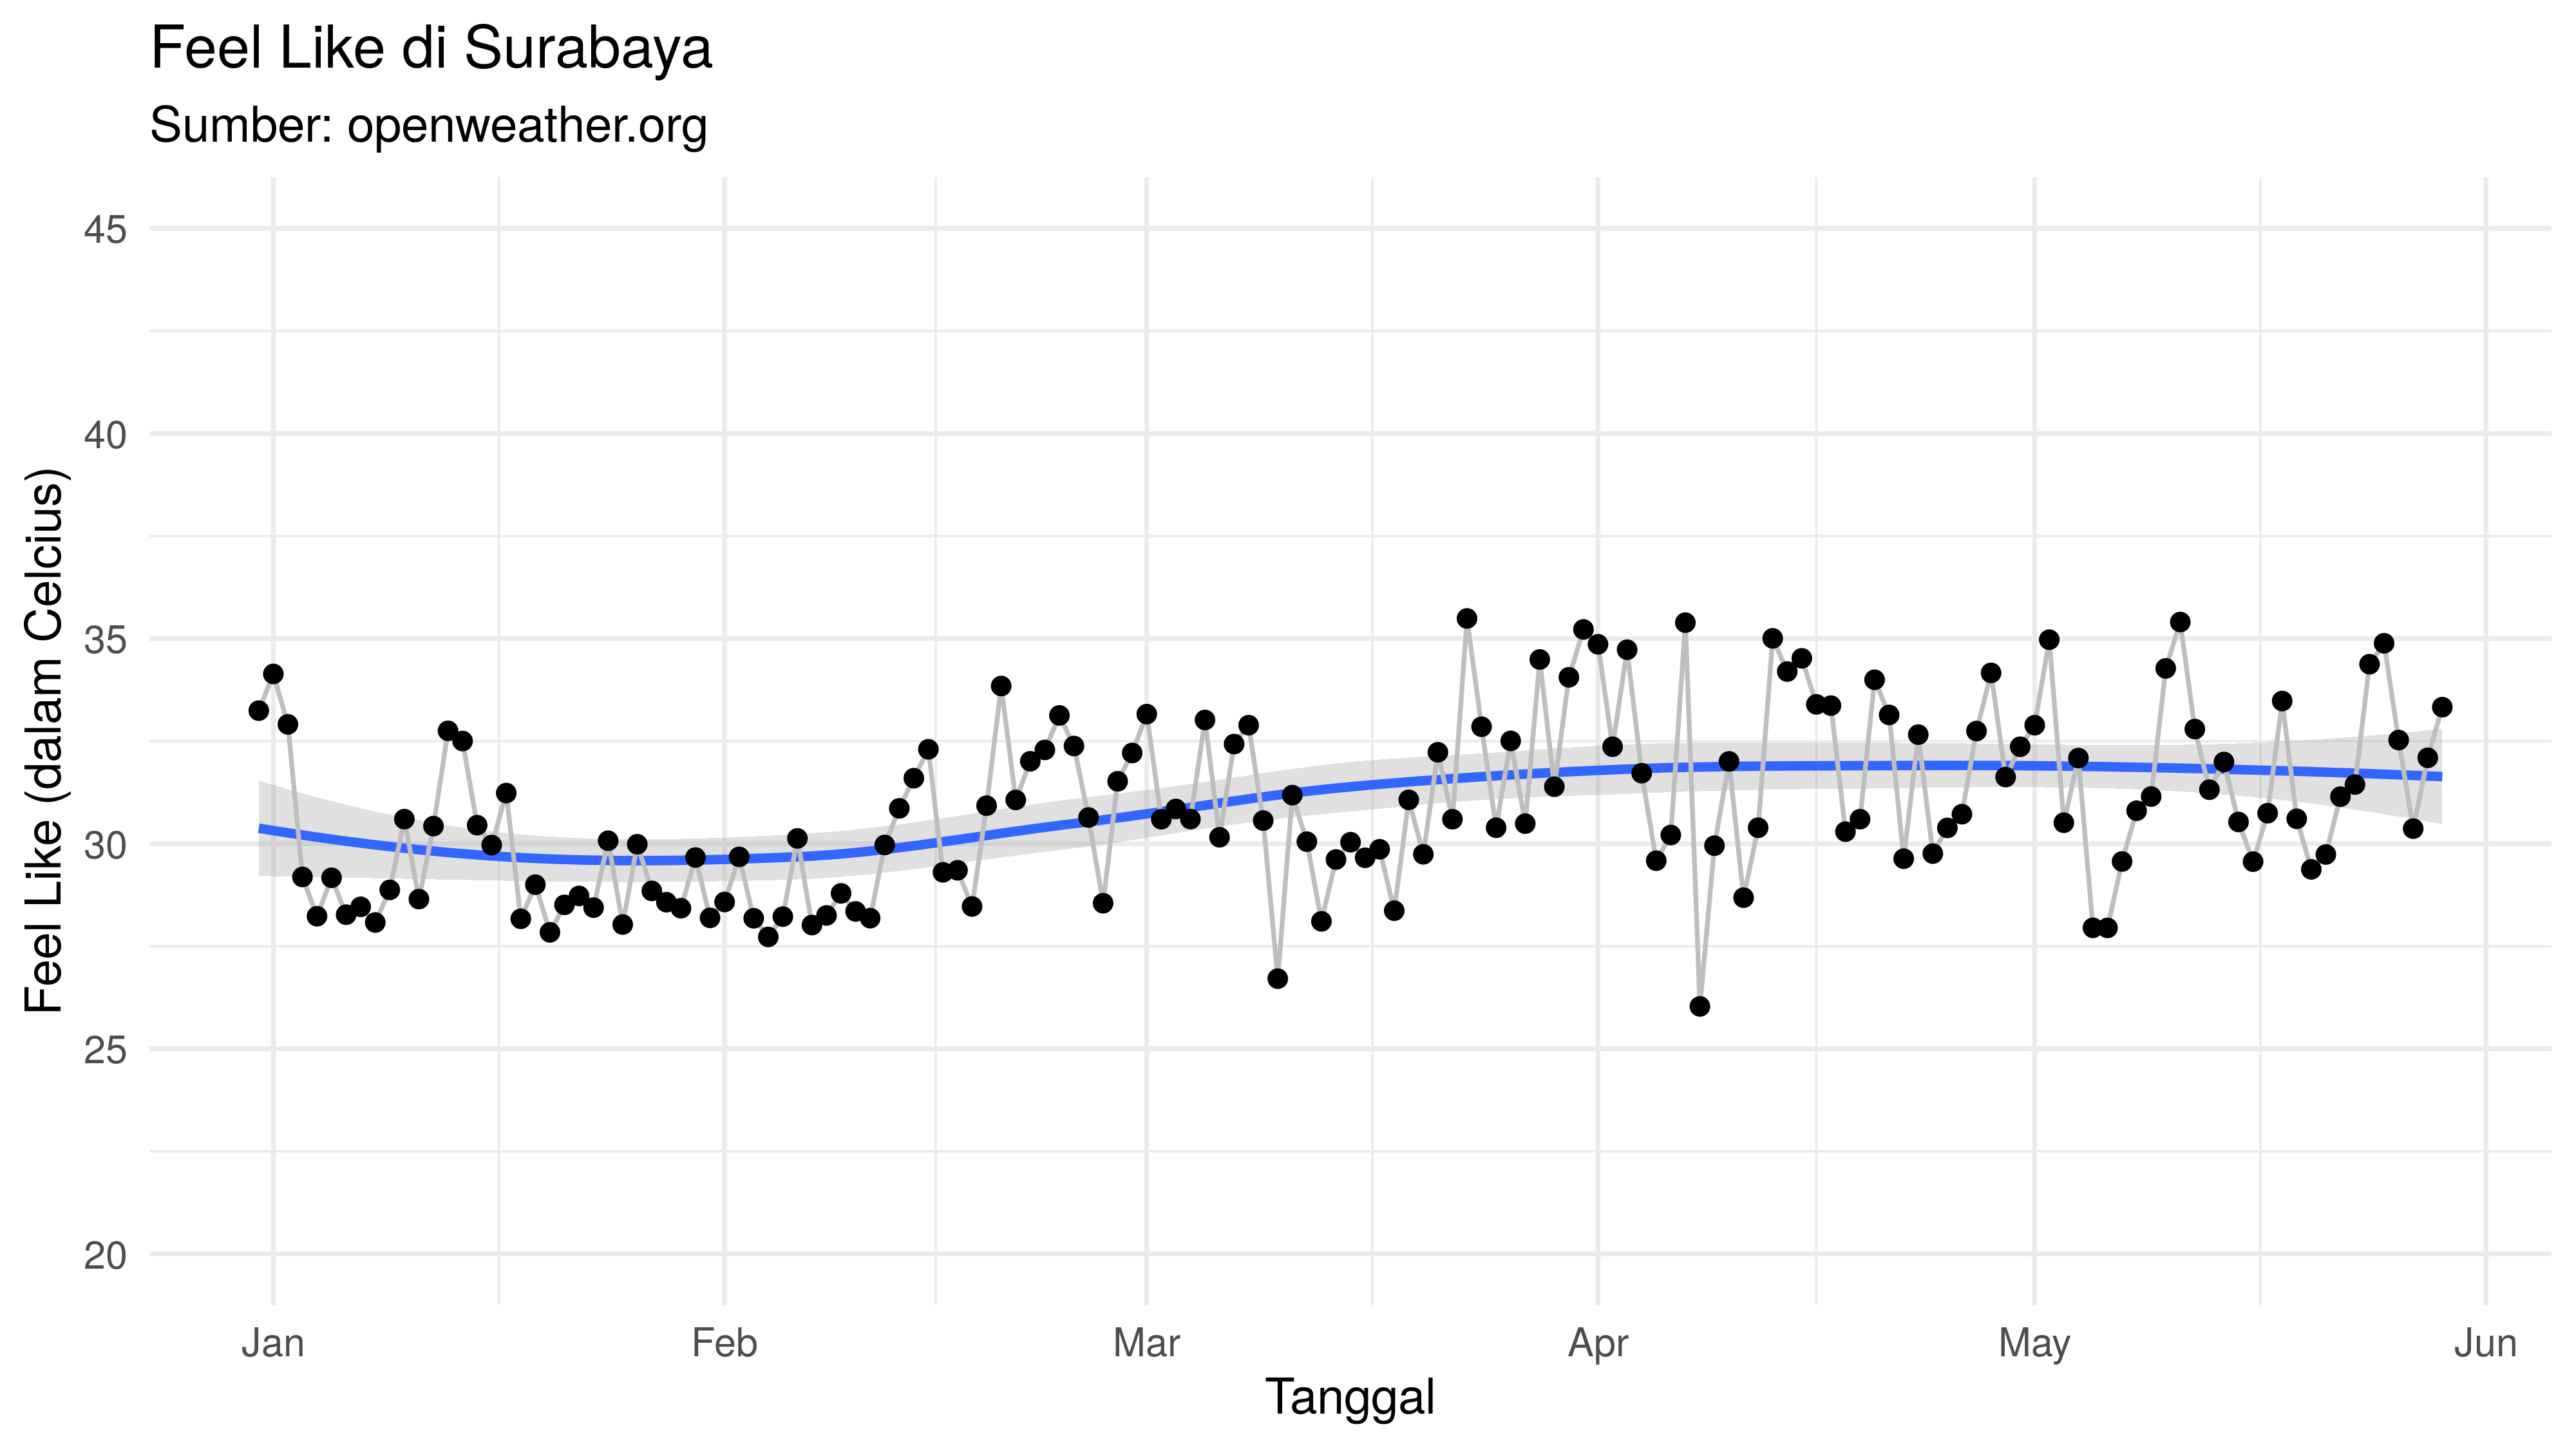 Feel Like di Surabaya
Sumber: openweather.org
Feel Like (dalam Celcius)
45
40
35
30
25
20
Jan Feb Mar Apr May Jun
Tanggal